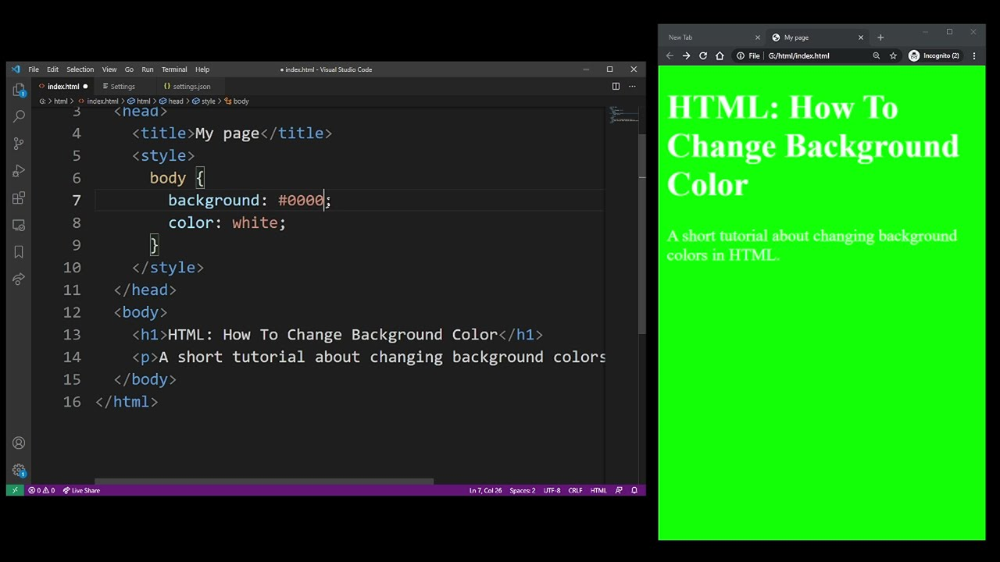 File Edit Selection View Go Run Terminal Help ● index.html - Visual Studio Code
<> index.html ● Settings {} settings.json ...
G: > html > <> index.html > html > head > style > body
3 <head>
4 <title>My page</title>
5 <style>
6 body {
7 background: #0000;
8 color: white;
9 }
10 </style>
11 </head>
12 <body>
13 <h1>HTML: How To Change Background Color</h1>
14 <p>A short tutorial about changing background colors
15 </body>
16 </html>
1
1
0 0 Live Share Ln 7, Col 26 Spaces: 2 UTF-8 CRLF HTML
New Tab My page
File G:/html/index.html Incognito (2)
HTML: How To
Change Background
Color
A short tutorial about changing background
colors in HTML.